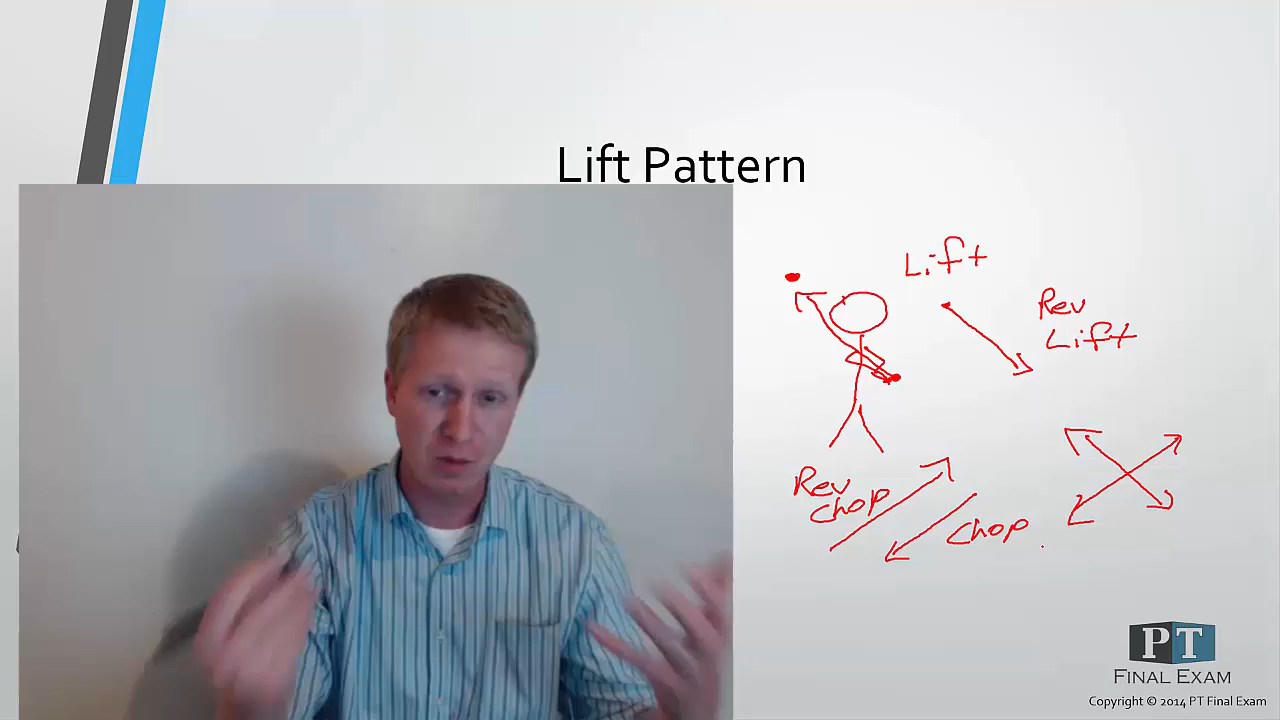 Lift Pattern
Lift
Rev
Lift
Rev
Chop
Chop
PT
FINAL EXAM
Copyright © 2014 PT Final Exam